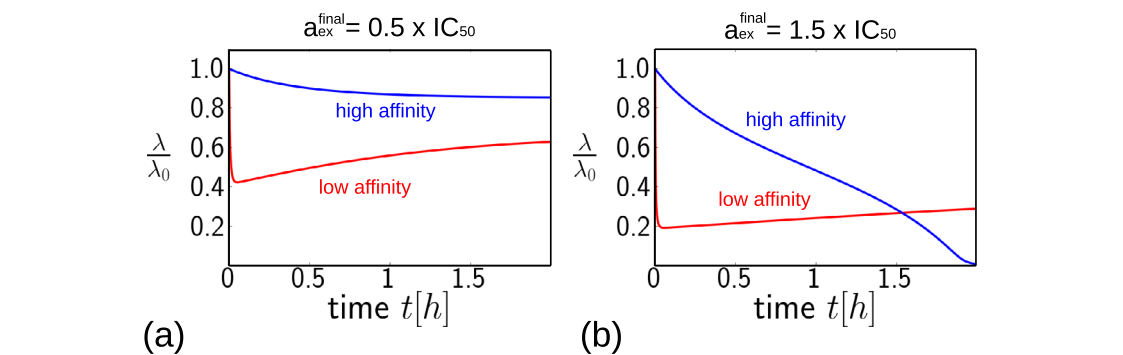 a_ex^final = 0.5 x IC50
1.0
0.8
0.6
0.4
0.2
λ/λ0
high affinity
low affinity
0 0.5 1 1.5
time t[h]
(a)
a_ex^final = 1.5 x IC50
1.0
0.8
0.6
0.4
0.2
λ/λ0
high affinity
low affinity
0 0.5 1 1.5
time t[h]
(b)